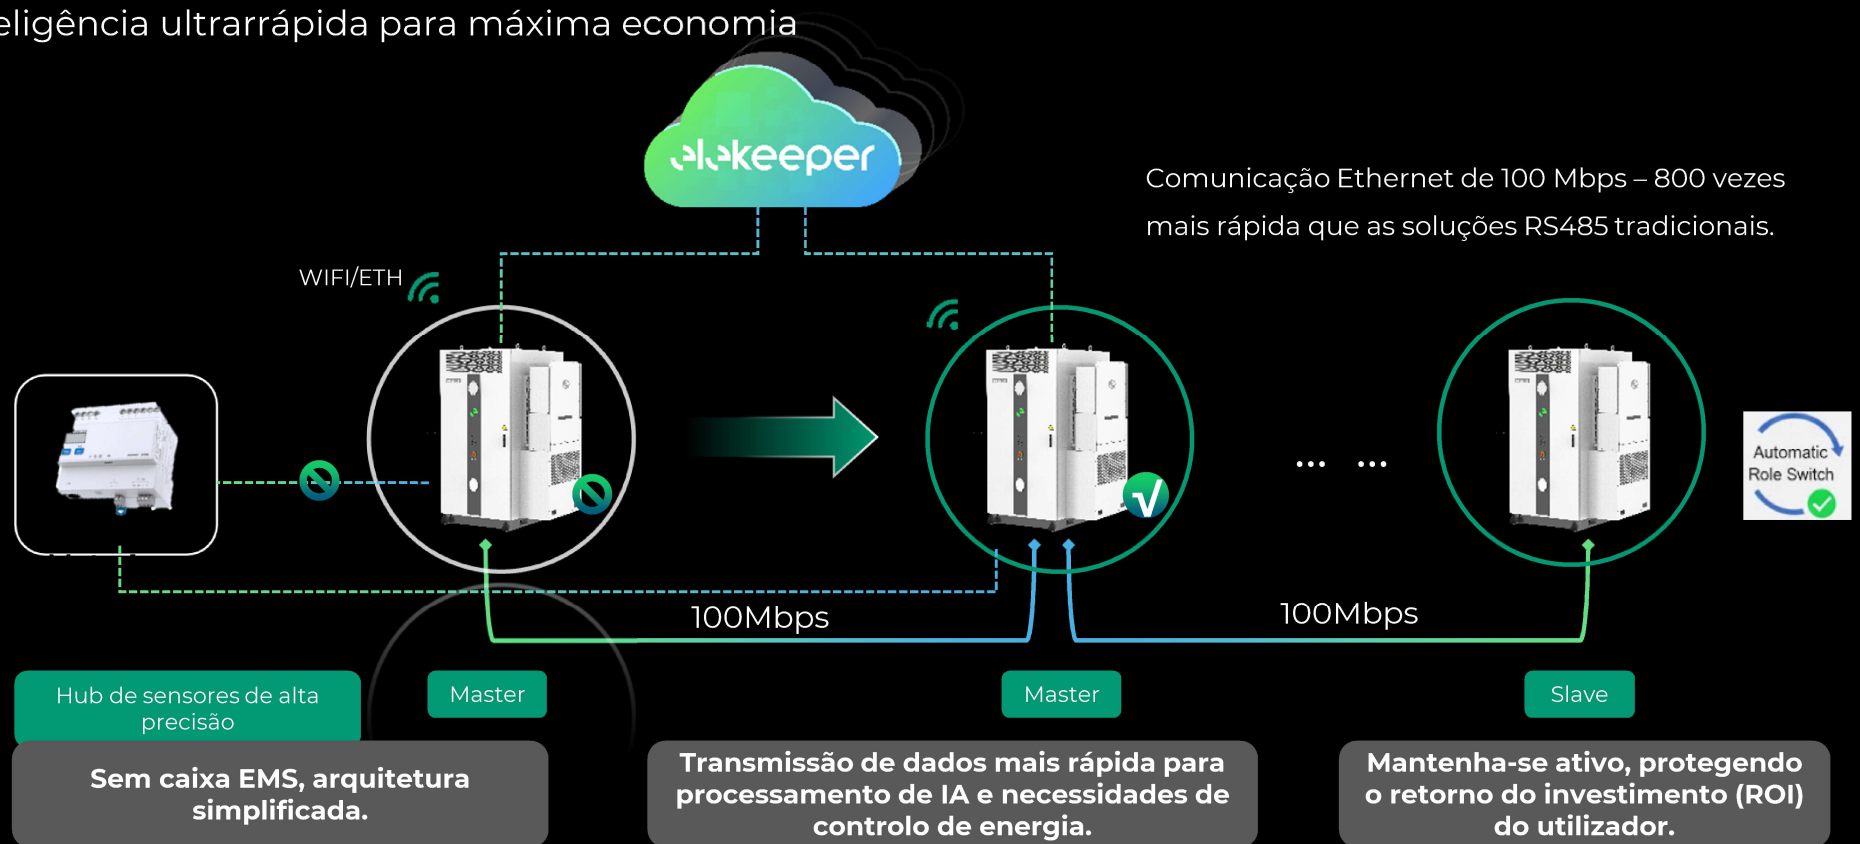 eligência ultrarrápida para máxima economia
elekeeper
Comunicação Ethernet de 100 Mbps – 800 vezes
mais rápida que as soluções RS485 tradicionais.
WIFI/ETH
... ...
Automatic
Role Switch
100Mbps
100Mbps
Hub de sensores de alta
precisão
Master
Master
Slave
Sem caixa EMS, arquitetura
simplificada.
Transmissão de dados mais rápida para
processamento de IA e necessidades de
controlo de energia.
Mantenha-se ativo, protegendo
o retorno do investimento (ROI)
do utilizador.